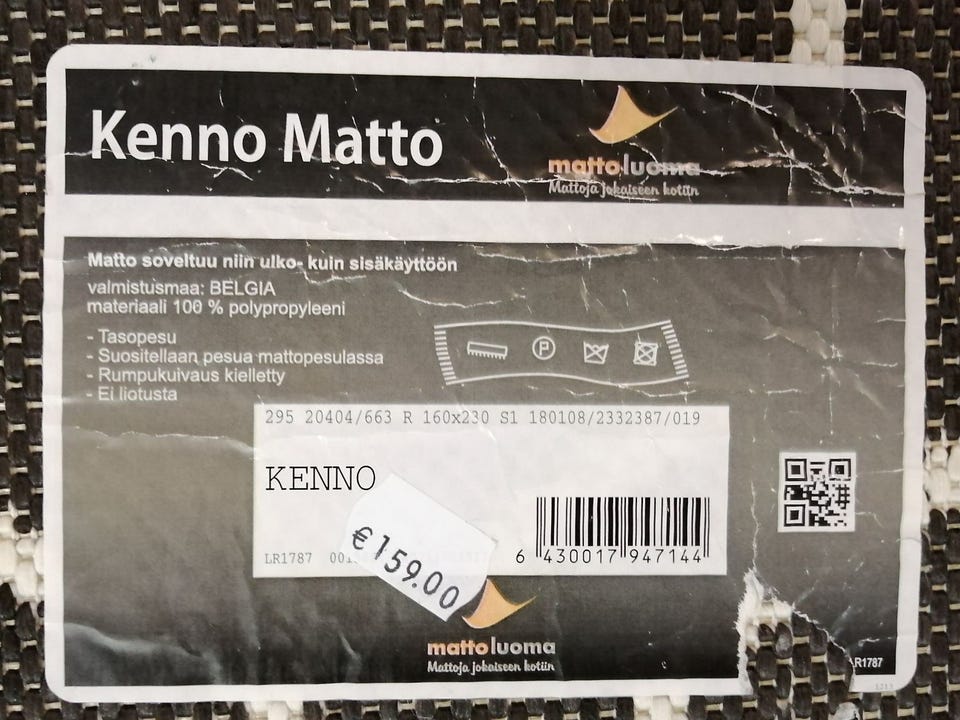 Kenno Matto
mattoluoma
Mattoja jokaiseen kotiin
Matto soveltuu niin ulko- kuin sisäkäyttöön
valmistusmaa: BELGIA
materiaali 100 % polypropyleeni
- Tasopesu
- Suositellaan pesua mattopesulassa
- Rumpukuivaus kielletty
- Ei liotusta
P
295 20404/663 R 160x230 S1 180108/2332387/019
KENNO
LR1787
€159.00
6 430017 947144
mattoluoma
Mattoja jokaiseen kotiin
LR1787